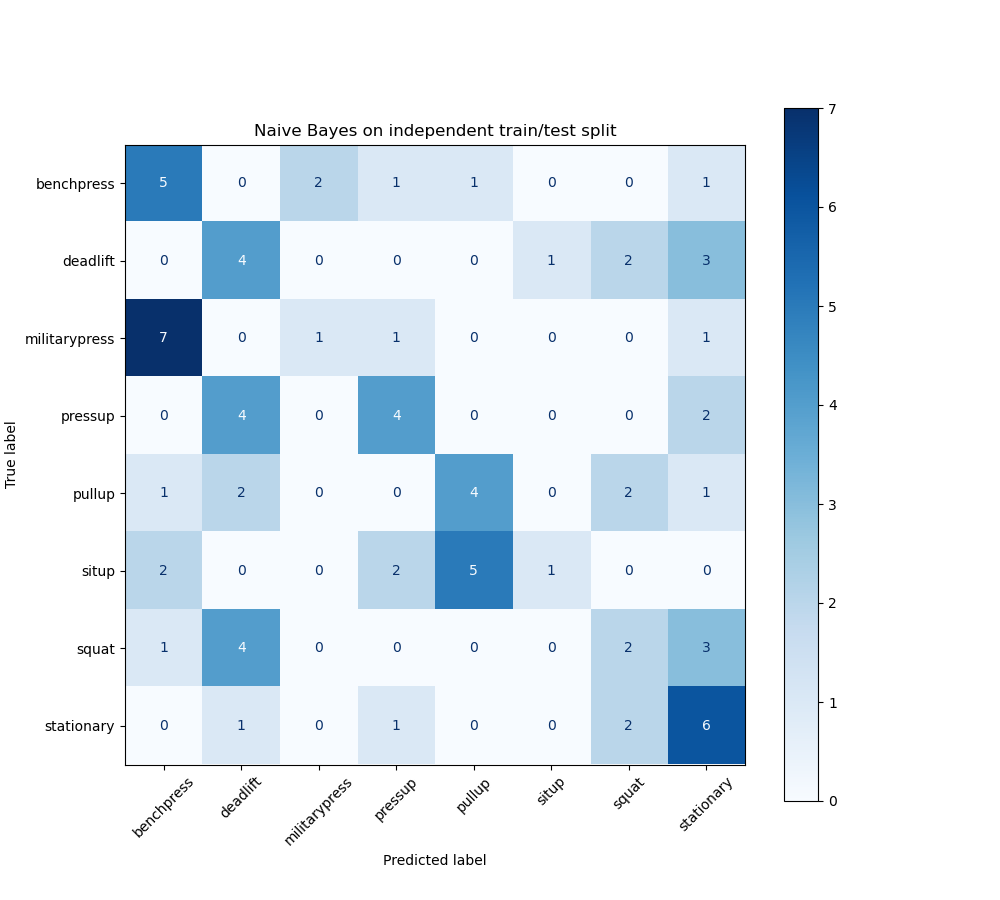 Naive Bayes on independent train/test split
benchpress 5 0 2 1 1 0 0 1
deadlift 0 4 0 0 0 1 2 3
militarypress 7 0 1 1 0 0 0 1
pressup 0 4 0 4 0 0 0 2
pullup 1 2 0 0 4 0 2 1
situp 2 0 0 2 5 1 0 0
squat 1 4 0 0 0 0 2 3
stationary 0 1 0 1 0 0 2 6
True label
benchpress deadlift militarypress pressup pullup situp squat stationary
Predicted label
7
6
5
4
3
2
1
0